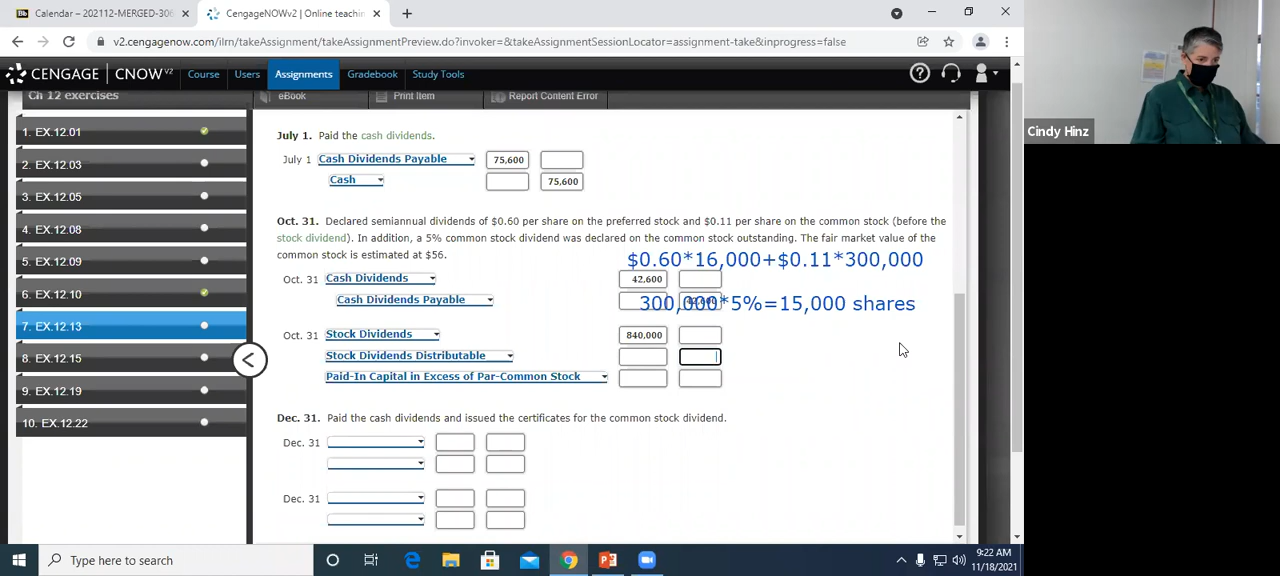 Calendar – 202112-MERGED-306
CengageNOWv2 | Online teachin
v2.cengagenow.com/ilrn/takeAssignment/takeAssignmentPreview.do?invoker=&takeAssignmentSessionLocator=assignment-take&inprogress=false
CENGAGE | CNOWv2 Course Users Assignments Gradebook Study Tools
Ch 12 exercises
eBook Print Item Report Content Error
1. EX.12.01
2. EX.12.03
3. EX.12.05
4. EX.12.08
5. EX.12.09
6. EX.12.10
7. EX.12.13
8. EX.12.15
9. EX.12.19
10. EX.12.22
July 1. Paid the cash dividends.
July 1 Cash Dividends Payable 75,600
Cash 75,600
Oct. 31. Declared semiannual dividends of $0.60 per share on the preferred stock and $0.11 per share on the common stock (before the
stock dividend). In addition, a 5% common stock dividend was declared on the common stock outstanding. The fair market value of the
common stock is estimated at $56.
$0.60*16,000+$0.11*300,000
Oct. 31 Cash Dividends 42,600
Cash Dividends Payable
300,000*5%=15,000 shares
Oct. 31 Stock Dividends 840,000
Stock Dividends Distributable
Paid-In Capital in Excess of Par-Common Stock
Dec. 31. Paid the cash dividends and issued the certificates for the common stock dividend.
Dec. 31
Dec. 31
Cindy Hinz
Type here to search
9:22 AM
11/18/2021